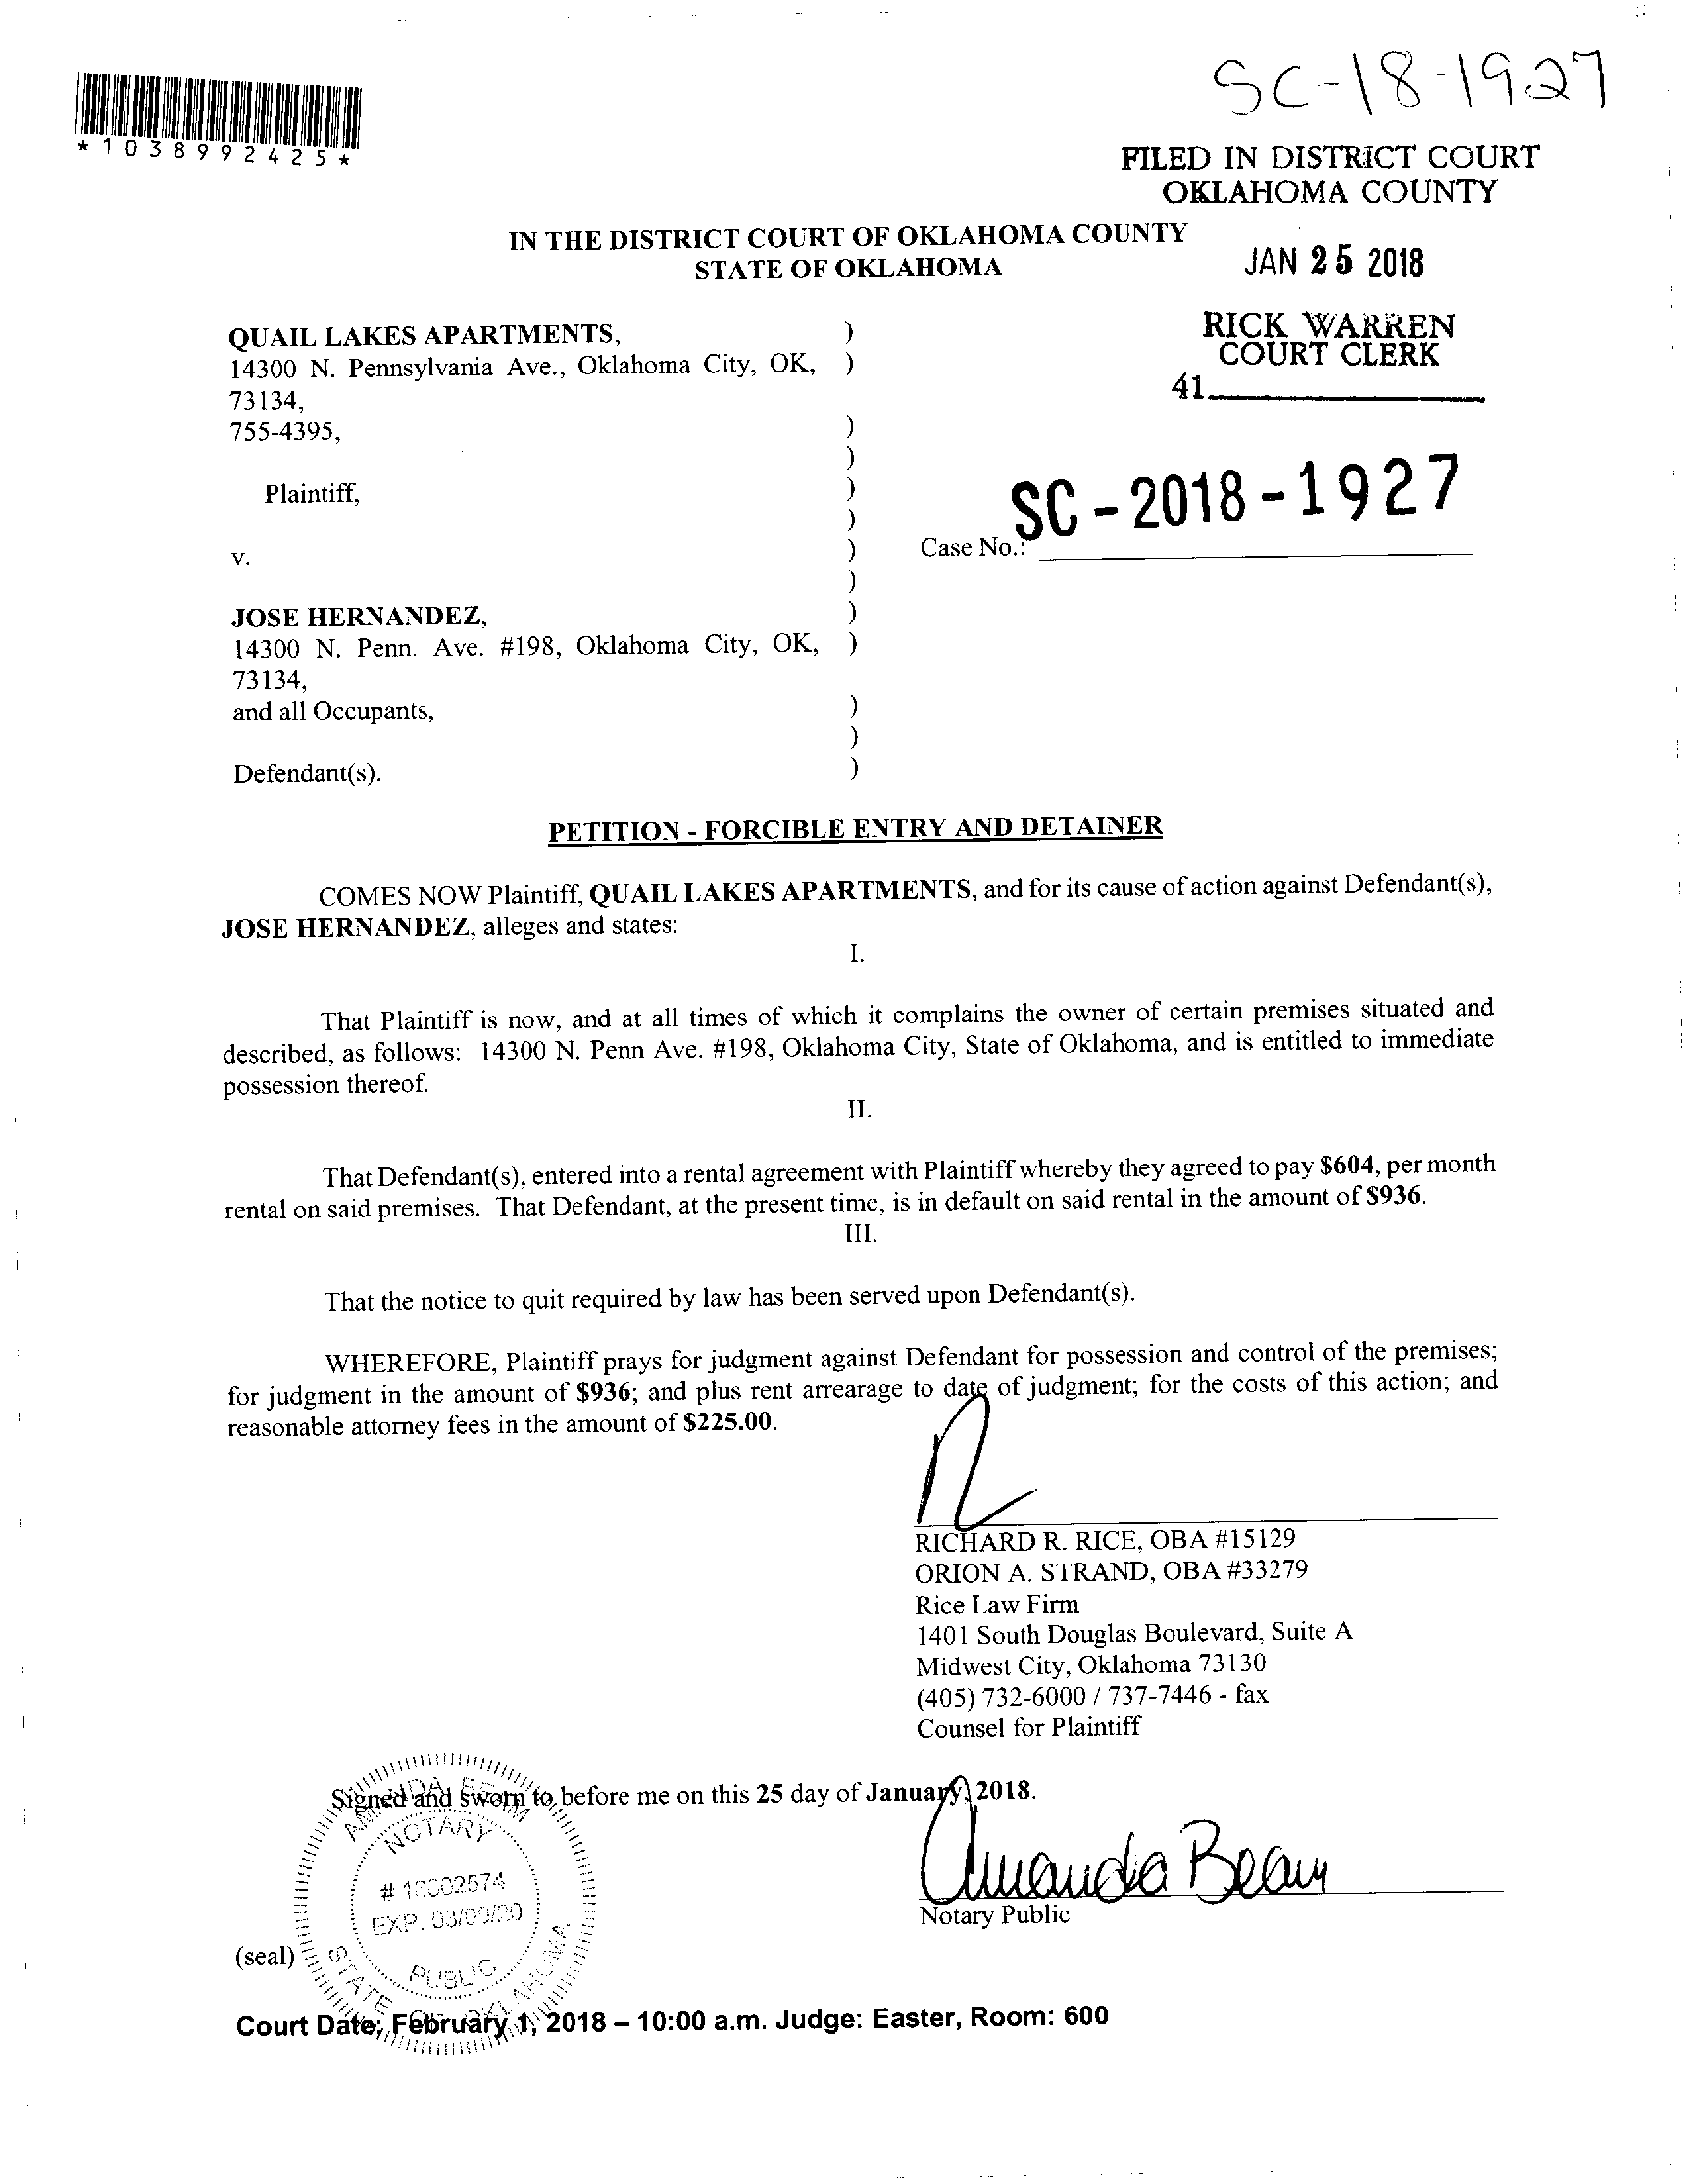 SC-18-1927
*1038992425*
FILED IN DISTRICT COURT
OKLAHOMA COUNTY
IN THE DISTRICT COURT OF OKLAHOMA COUNTY
STATE OF OKLAHOMA
JAN 25 2018
RICK WARREN
COURT CLERK
41
QUAIL LAKES APARTMENTS, )
14300 N. Pennsylvania Ave., Oklahoma City, OK, )
73134,
755-4395, )
)
Plaintiff, )
)
v. )
)
Case No.: SC-2018-1927
JOSE HERNANDEZ, )
14300 N. Penn. Ave. #198, Oklahoma City, OK, )
73134,
and all Occupants, )
)
Defendant(s). )
PETITION - FORCIBLE ENTRY AND DETAINER
COMES NOW Plaintiff, QUAIL LAKES APARTMENTS, and for its cause of action against Defendant(s),
JOSE HERNANDEZ, alleges and states:
I.
That Plaintiff is now, and at all times of which it complains the owner of certain premises situated and
described, as follows: 14300 N. Penn Ave. #198, Oklahoma City, State of Oklahoma, and is entitled to immediate
possession thereof.
II.
That Defendant(s), entered into a rental agreement with Plaintiff whereby they agreed to pay $604, per month
rental on said premises. That Defendant, at the present time, is in default on said rental in the amount of $936.
III.
That the notice to quit required by law has been served upon Defendant(s).
WHEREFORE, Plaintiff prays for judgment against Defendant for possession and control of the premises;
for judgment in the amount of $936; and plus rent arrearage to date of judgment; for the costs of this action; and
reasonable attorney fees in the amount of $225.00.
RICHARD R. RICE, OBA #15129
ORION A. STRAND, OBA #33279
Rice Law Firm
1401 South Douglas Boulevard, Suite A
Midwest City, Oklahoma 73130
(405) 732-6000 / 737-7446 - fax
Counsel for Plaintiff
Signed and sworn to before me on this 25 day of January, 2018.
Amanda Beam
Notary Public
AMANDA BEAM
NOTARY
PUBLIC
STATE OF OKLAHOMA
(seal)
Court Date; February 1, 2018 – 10:00 a.m. Judge: Easter, Room: 600